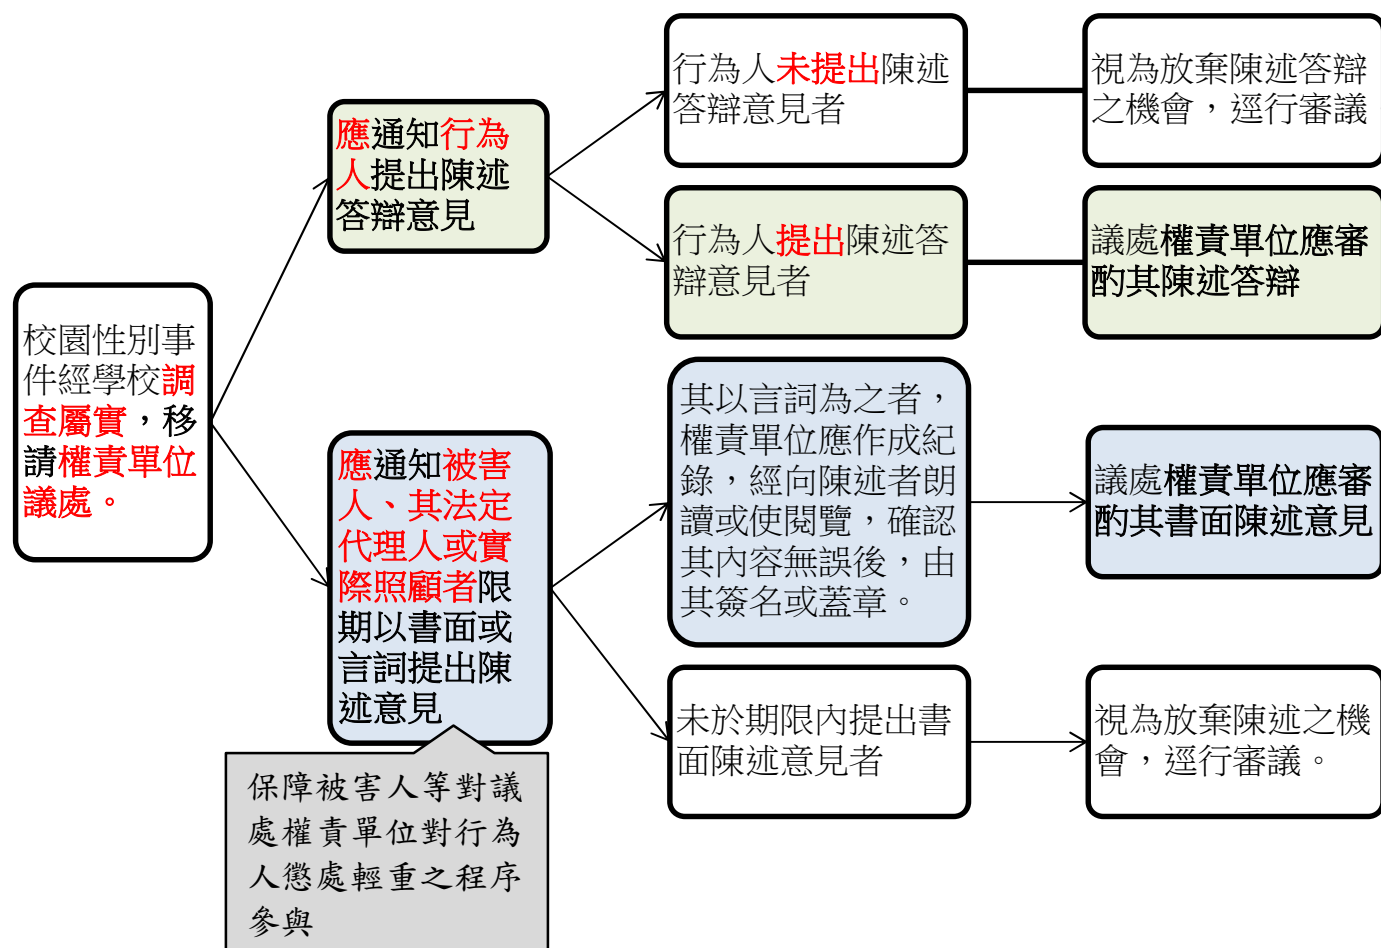 校園性別事
件經學校調
查屬實，移
請權責單位
議處。
應通知行為
人提出陳述
答辯意見
行為人未提出陳述
答辯意見者
視為放棄陳述答辯
之機會，逕行審議
行為人提出陳述答
辯意見者
議處權責單位應審
酌其陳述答辯
應通知被害
人、其法定
代理人或實
際照顧者限
期以書面或
言詞提出陳
述意見
其以言詞為之者，
權責單位應作成紀
錄，經向陳述者朗
讀或使閱覽，確認
其內容無誤後，由
其簽名或蓋章。
議處權責單位應審
酌其書面陳述意見
未於期限內提出書
面陳述意見者
視為放棄陳述之機
會，逕行審議。
保障被害人等對議
處權責單位對行為
人懲處輕重之程序
參與